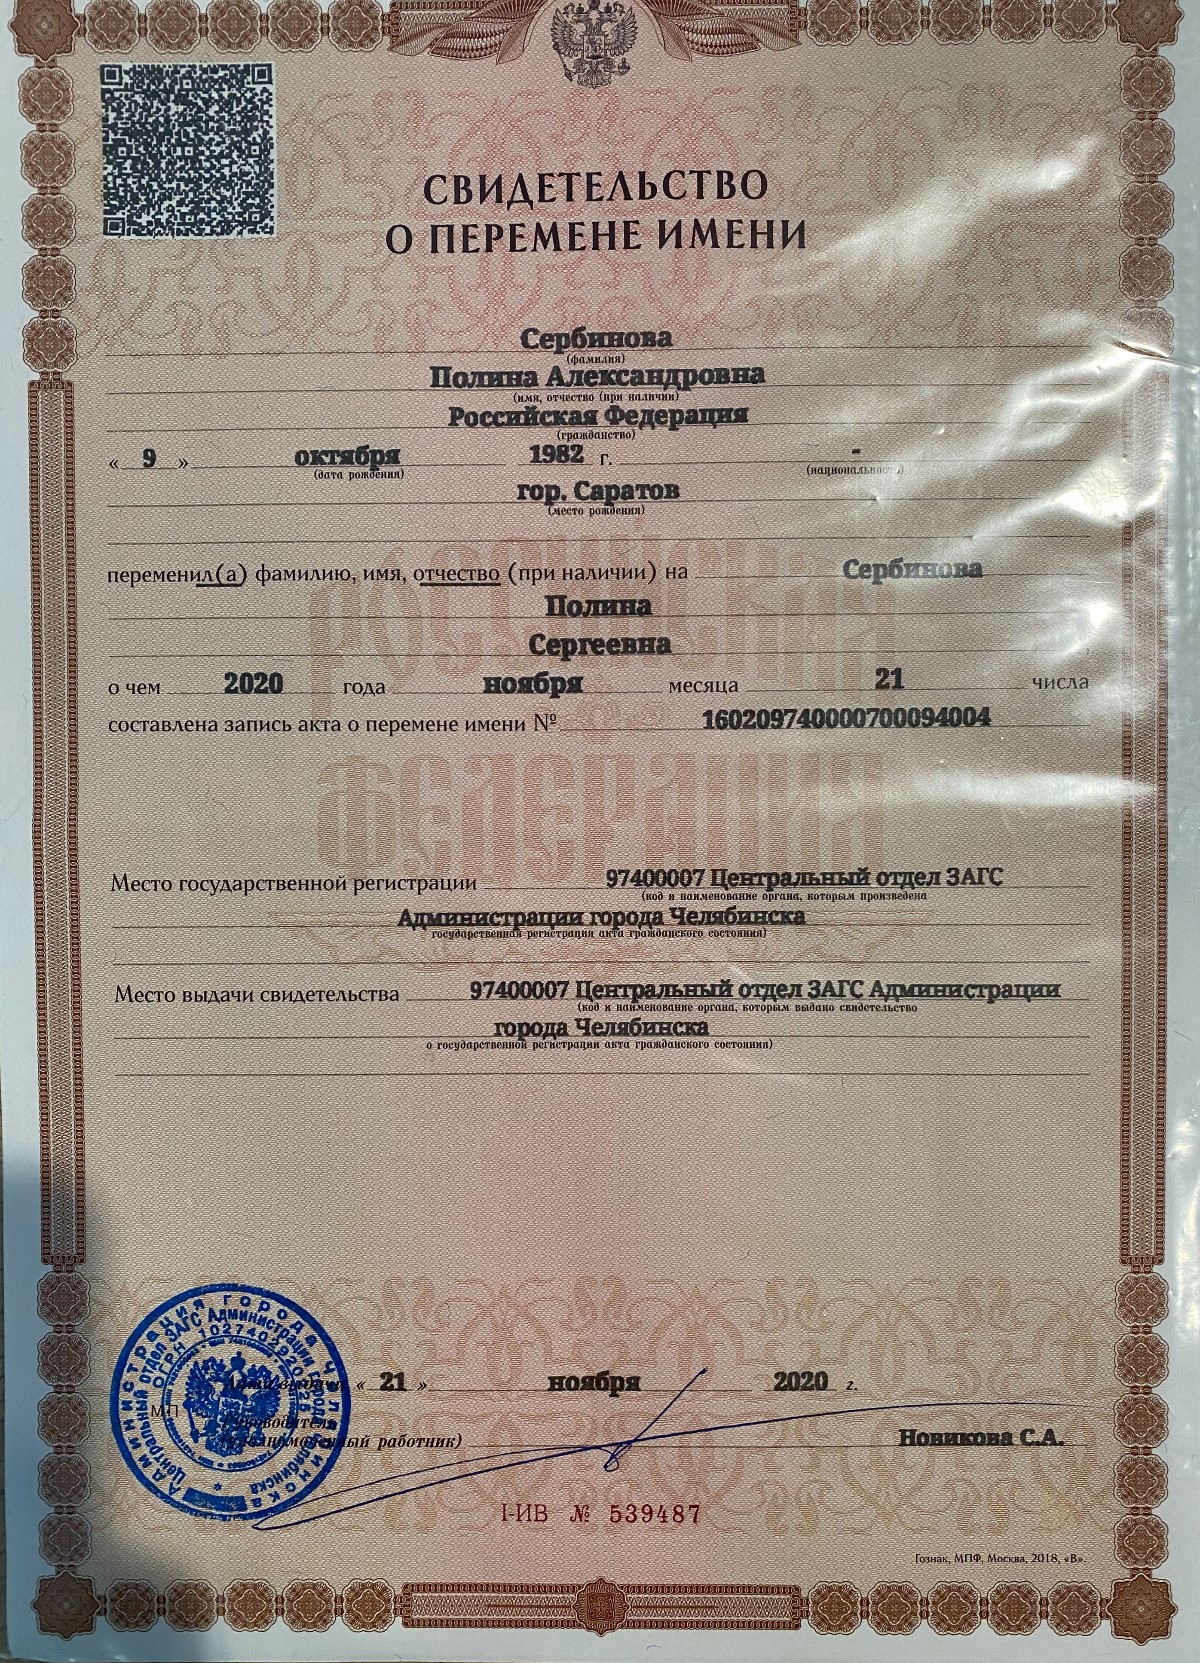 СВИДЕТЕЛЬСТВО
О ПЕРЕМЕНЕ ИМЕНИ
Сербинова
(фамилия)
Полина Александровна
(имя, отчество (при наличии)
Российская Федерация
(гражданство)
« 9 » октября 1982 г. -
(дата рождения) (национальность)
гор. Саратов
(место рождения)
переменил(а) фамилию, имя, отчество (при наличии) на Сербинова
Полина
Сергеевна
о чем 2020 года ноября месяца 21 числа
составлена запись акта о перемене имени № 160209740000700094004
РОССИЙСКАЯ
ФЕДЕРАЦИЯ
Место государственной регистрации 97400007 Центральный отдел ЗАГС
(код и наименование органа, которым произведена
Администрации города Челябинска
государственная регистрация акта гражданского состояния)
Место выдачи свидетельства 97400007 Центральный отдел ЗАГС Администрации
(код и наименование органа, которым выдано свидетельство
города Челябинска
о государственной регистрации акта гражданского состояния)
Администрация города Челябинска
Центральный отдел ЗАГС Администрации города Челябинска
ОГРН
« 21 » ноября 2020 г.
МП
Руководитель
работник) Новикова С.А.
I-ИВ № 539487
Гознак, МПФ, Москва, 2018, «В».